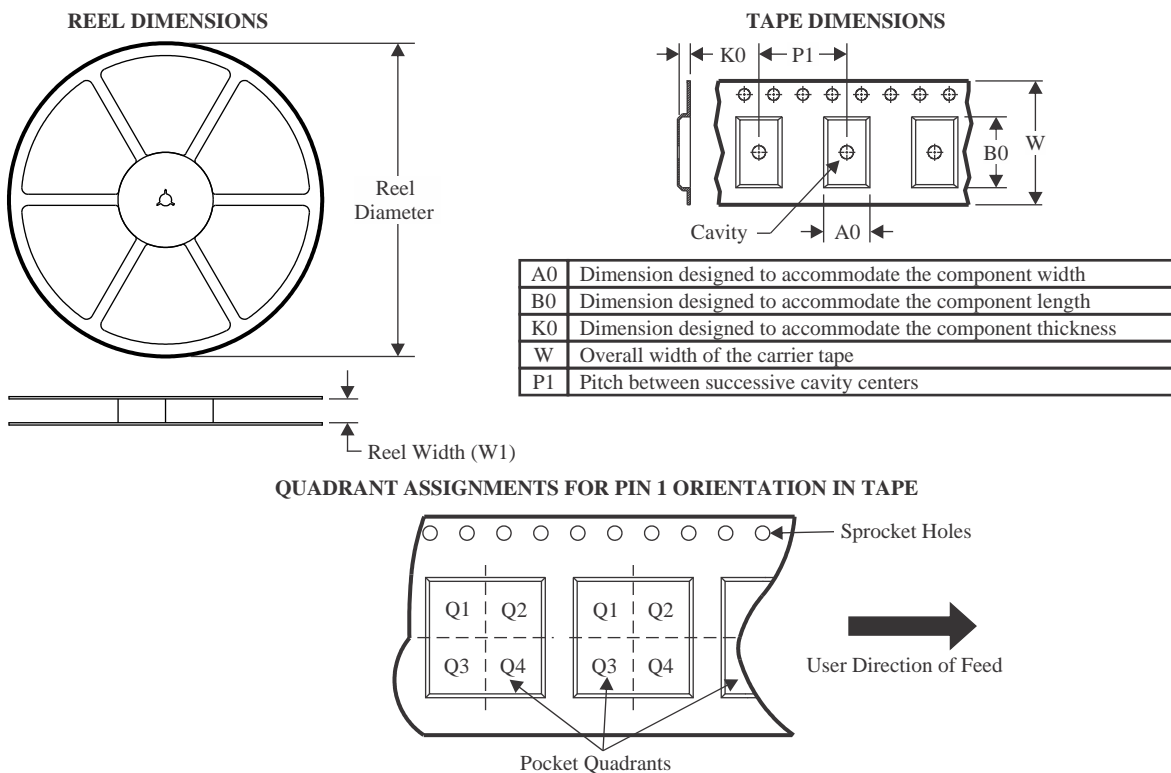 REEL DIMENSIONS
Reel
Diameter
Reel Width (W1)
TAPE DIMENSIONS
K0
P1
W
B0
Cavity
A0
A0 Dimension designed to accommodate the component width
B0 Dimension designed to accommodate the component length
K0 Dimension designed to accommodate the component thickness
W Overall width of the carrier tape
P1 Pitch between successive cavity centers
QUADRANT ASSIGNMENTS FOR PIN 1 ORIENTATION IN TAPE
Sprocket Holes
Q1 Q2 Q1 Q2
Q3 Q4 Q3 Q4
User Direction of Feed
Pocket Quadrants